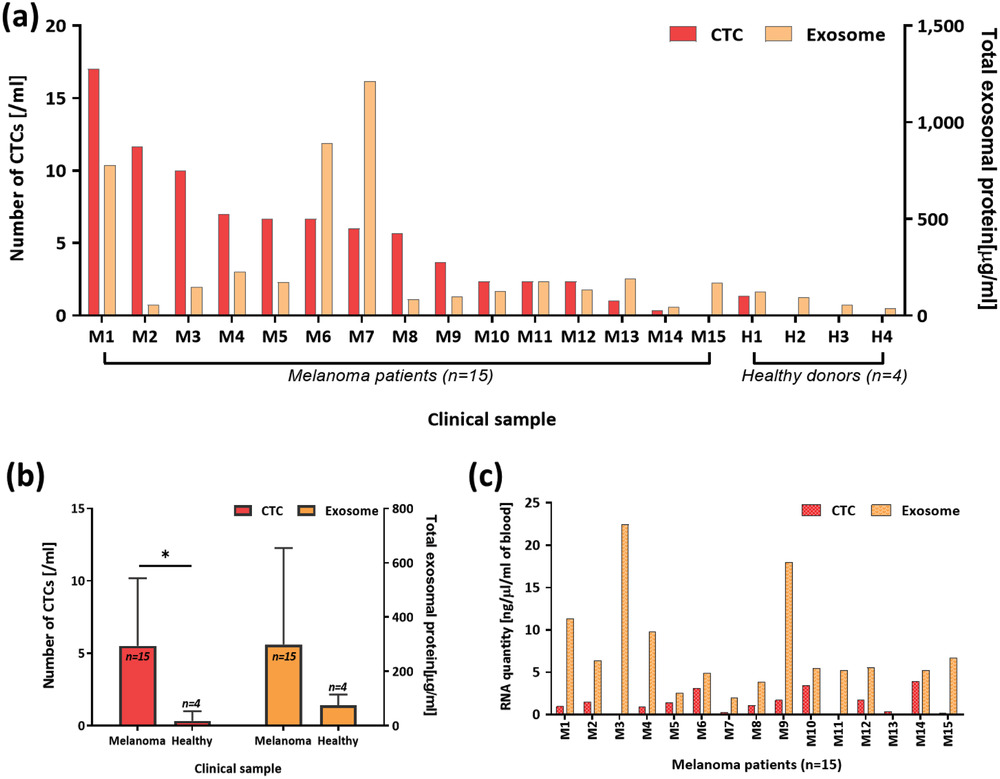 (a)
CTC Exosome
Number of CTCs [/ml]
20
15
10
5
0
Total exosomal protein[µg/ml]
1,500
1,000
500
0
M1 M2 M3 M4 M5 M6 M7 M8 M9 M10 M11 M12 M13 M14 M15 H1 H2 H3 H4
Melanoma patients (n=15) Healthy donors (n=4)
Clinical sample
(b)
CTC Exosome
Number of CTCs [/ml]
15
10
5
0
Total exosomal protein[µg/ml]
800
600
400
200
0
*
n=15 n=4 n=15 n=4
Melanoma Healthy Melanoma Healthy
Clinical sample
(c)
CTC Exosome
RNA quantity [ng/µl/ml of blood]
25
20
15
10
5
0
M1 M2 M3 M4 M5 M6 M7 M8 M9 M10 M11 M12 M13 M14 M15
Melanoma patients (n=15)